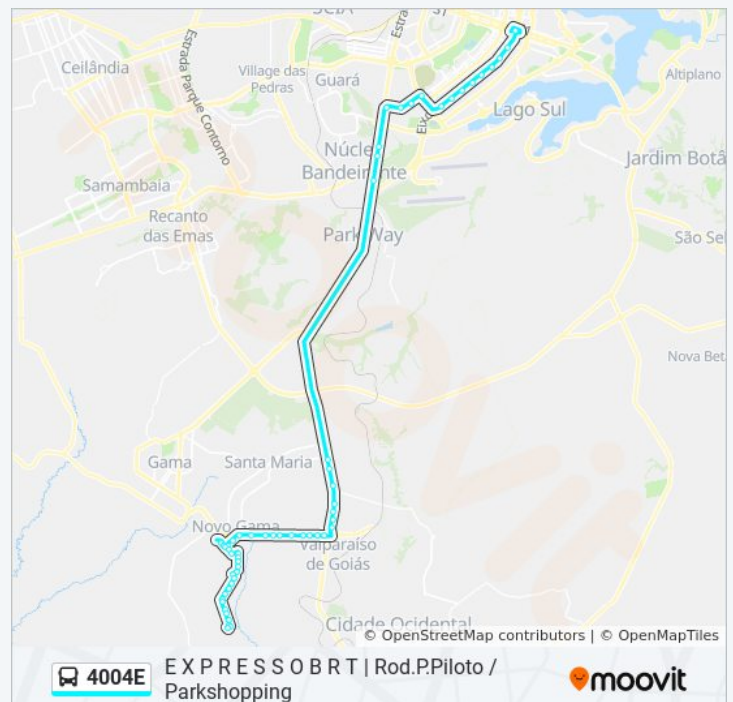 Ceilândia
Estrada Parque Contorno
Village das
Pedras
Guará
Lago Sul
Altiplano
Núcle
Bandeirante
Jardim Botâ
Samambaia
Recanto
das Emas
Park Way
São Se
Nova Bet
Gama
Santa Maria
Novo Gama
Valparaíso
de Goiás
Cidade Ocidental
© OpenStreetMap contributors | © OpenMapTiles
4004E
E X P R E S S O B R T | Rod.P.Piloto /
Parkshopping
moovit